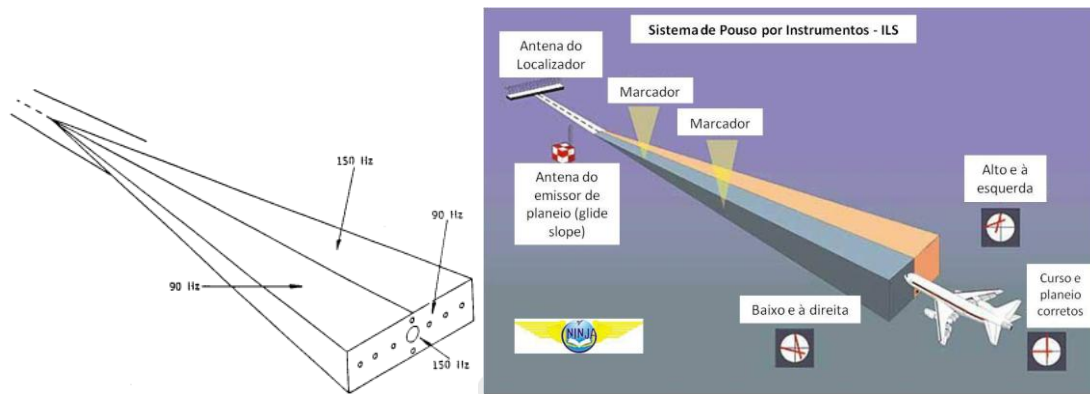 150 Hz
90 Hz
90 Hz
150 Hz
Sistema de Pouso por Instrumentos - ILS
Antena do
Localizador
Marcador
Marcador
Antena do
emissor de
planeio (glide
slope)
Alto e à
esquerda
Baixo e à direita
Curso e
planeio
corretos
NINJA